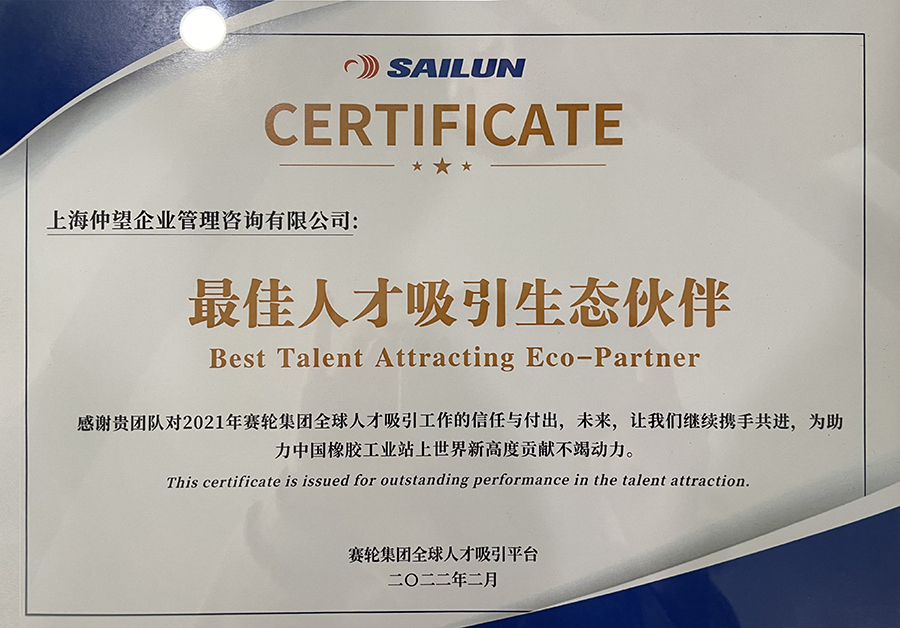 SAILUN
CERTIFICATE
上海仲望企业管理咨询有限公司:
最佳人才吸引生态伙伴
Best Talent Attracting Eco-Partner
感谢贵团队对2021年赛轮集团全球人才吸引工作的信任与付出，未来，让我们继续携手共进，为助
力中国橡胶工业站上世界新高度贡献不竭动力。
This certificate is issued for outstanding performance in the talent attraction.
赛轮集团全球人才吸引平台
二〇二二年二月